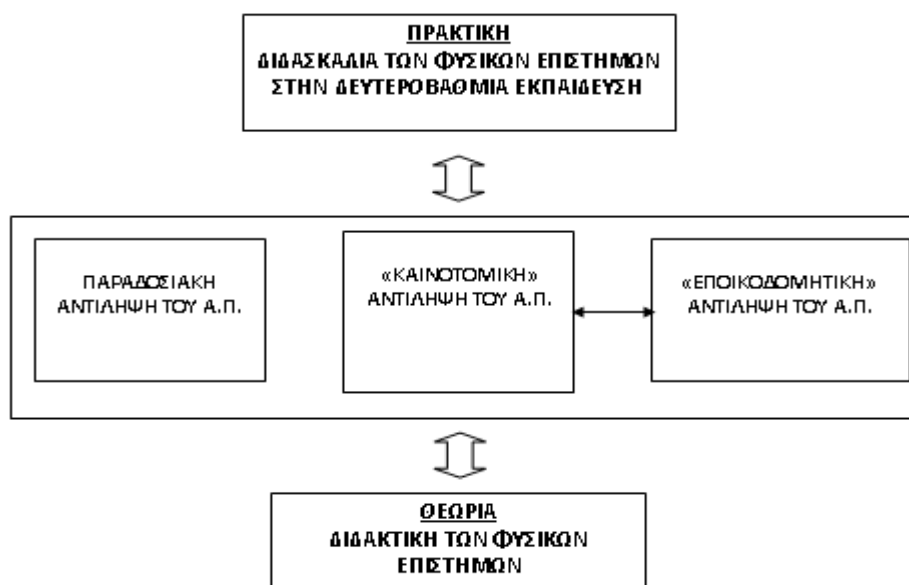 ΠΡΑΚΤΙΚΗ
ΔΙΔΑΣΚΑΔΙΑ ΤΩΝ ΦΥΣΙΚΩΝ ΕΠΙΣΤΗΜΩΝ
ΣΤΗΝ ΔΕΥΤΕΡΟΒΑΘΜΙΑ ΕΚΠΑΙΔΕΥΣΗ
ΠΑΡΑΔΟΣΙΑΚΗ
ΑΝΤΙΛΗΨΗ ΤΟΥ Α.Π.
«ΚΑΙΝΟΤΟΜΙΚΗ»
ΑΝΤΙΛΗΨΗ ΤΟΥ Α.Π.
«ΕΠΟΙΚΟΔΟΜΗΤΙΚΗ»
ΑΝΤΙΛΗΨΗ ΤΟΥ Α.Π.
ΘΕΩΡΙΑ
ΔΙΔΑΚΤΙΚΗ ΤΩΝ ΦΥΣΙΚΩΝ
ΕΠΙΣΤΗΜΩΝ